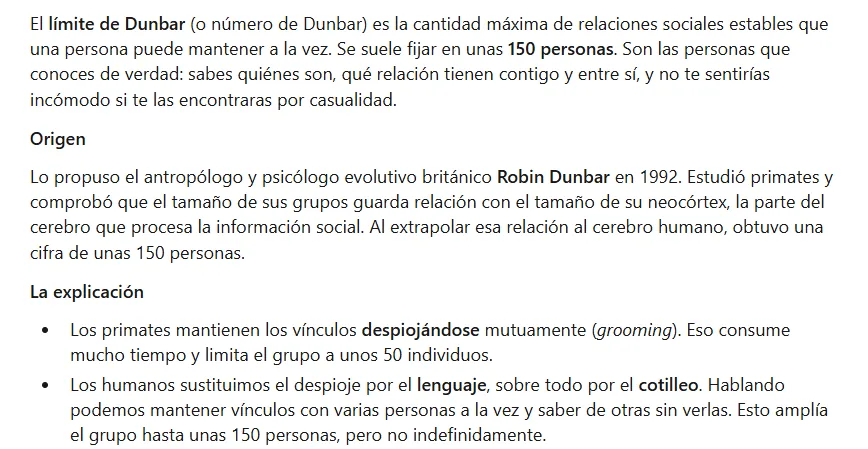 El límite de Dunbar (o número de Dunbar) es la cantidad máxima de relaciones sociales estables que
una persona puede mantener a la vez. Se suele fijar en unas 150 personas. Son las personas que
conoces de verdad: sabes quiénes son, qué relación tienen contigo y entre sí, y no te sentirías
incómodo si te las encontraras por casualidad.
Origen
Lo propuso el antropólogo y psicólogo evolutivo británico Robin Dunbar en 1992. Estudió primates y
comprobó que el tamaño de sus grupos guarda relación con el tamaño de su neocórtex, la parte del
cerebro que procesa la información social. Al extrapolar esa relación al cerebro humano, obtuvo una
cifra de unas 150 personas.
La explicación
• Los primates mantienen los vínculos despiojándose mutuamente (grooming). Eso consume
mucho tiempo y limita el grupo a unos 50 individuos.
• Los humanos sustituimos el despioje por el lenguaje, sobre todo por el cotilleo. Hablando
podemos mantener vínculos con varias personas a la vez y saber de otras sin verlas. Esto amplía
el grupo hasta unas 150 personas, pero no indefinidamente.